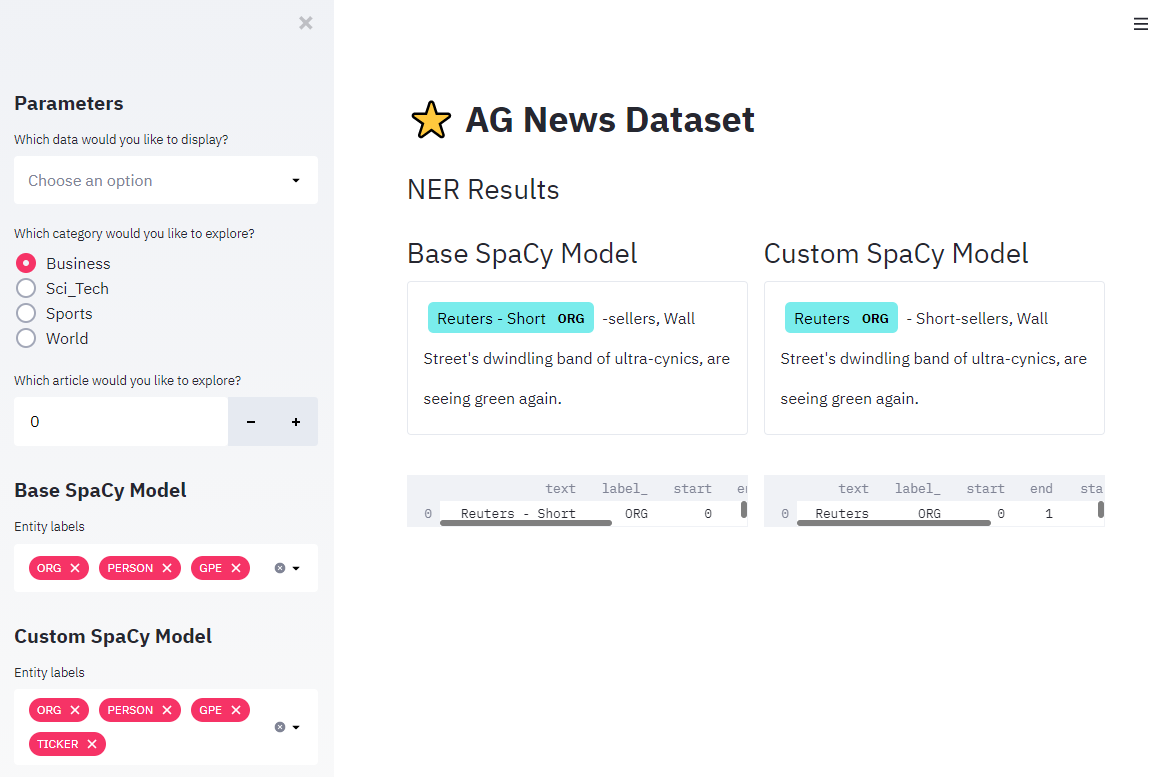 Parameters
Which data would you like to display?
Choose an option
Which category would you like to explore?
Business
Sci_Tech
Sports
World
Which article would you like to explore?
0 - +
Base SpaCy Model
Entity labels
ORG PERSON GPE
Custom SpaCy Model
Entity labels
ORG PERSON GPE
TICKER
AG News Dataset
NER Results
Base SpaCy Model
Reuters - Short ORG -sellers, Wall
Street's dwindling band of ultra-cynics, are
seeing green again.
text label_ start
0 Reuters - Short ORG 0
Custom SpaCy Model
Reuters ORG - Short-sellers, Wall
Street's dwindling band of ultra-cynics, are
seeing green again.
text label_ start end sta
0 Reuters ORG 0 1